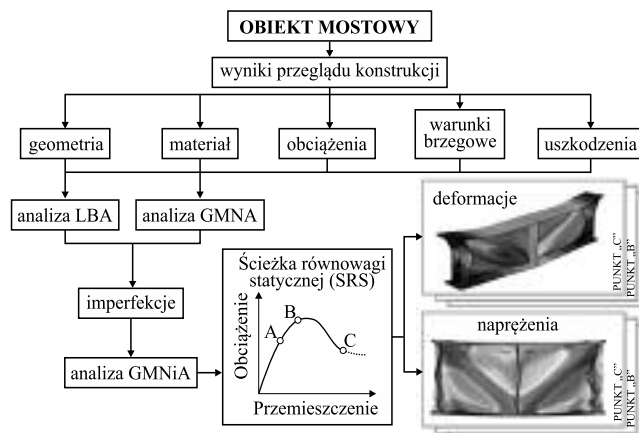 OBIEKT MOSTOWY
wyniki przeglądu konstrukcji
geometria
materiał
obciążenia
warunki
brzegowe
uszkodzenia
analiza LBA
analiza GMNA
imperfekcje
analiza GMNiA
Ścieżka równowagi
statycznej (SRS)
Obciążenie
A
B
C
Przemieszczenie
deformacje
PUNKT „C”
PUNKT „B”
naprężenia
PUNKT „C”
PUNKT „B”